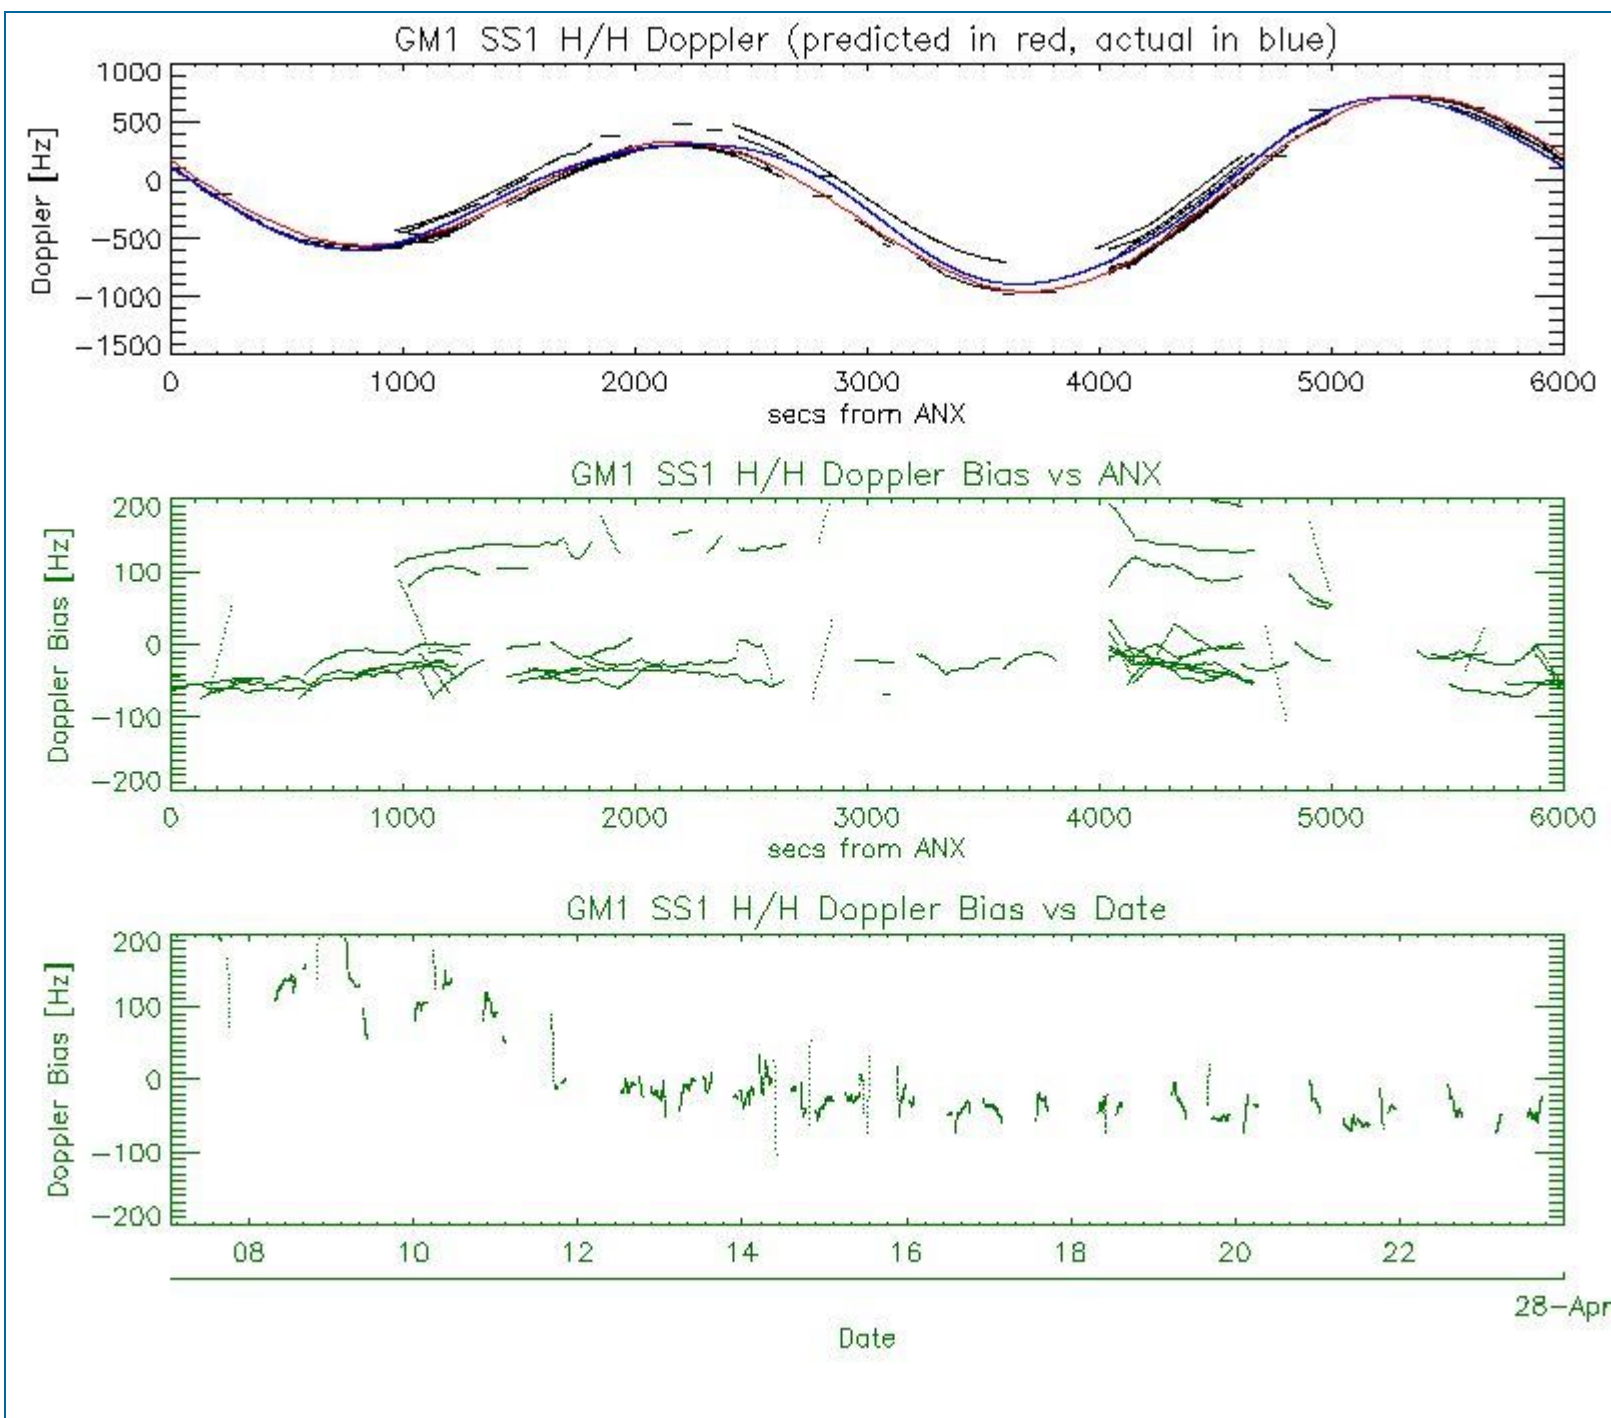 GM1 SS1 H/H Doppler (predicted in red, actual in blue)
1000
500
0
-500
-1000
-1500
Doppler [Hz]
0 1000 2000 3000 4000 5000 6000
secs from ANX
GM1 SS1 H/H Doppler Bias vs ANX
200
100
0
-100
-200
Doppler Bias [Hz]
0 1000 2000 3000 4000 5000 6000
secs from ANX
GM1 SS1 H/H Doppler Bias vs Date
200
100
0
-100
-200
Doppler Bias [Hz]
08 10 12 14 16 18 20 22
28-Apr
Date